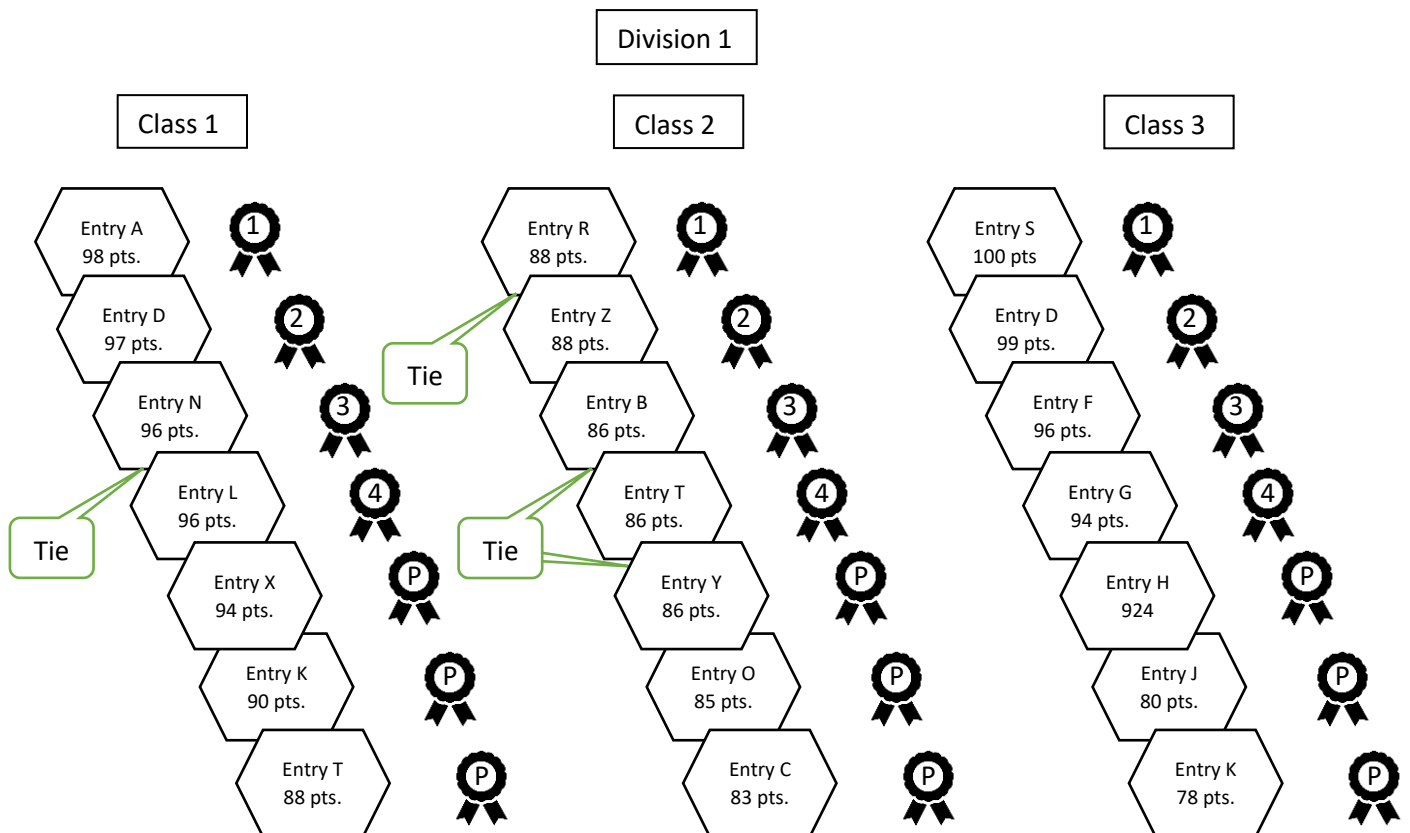 Division 1
Class 1
Class 2
Class 3
Entry A
98 pts.
1
Entry D
97 pts.
2
Entry N
96 pts.
3
Entry L
96 pts.
4
Tie
Entry X
94 pts.
P
Entry K
90 pts.
P
Entry T
88 pts.
P
Entry R
88 pts.
1
Entry Z
88 pts.
2
Tie
Entry B
86 pts.
3
Entry T
86 pts.
4
Tie
Entry Y
86 pts.
P
Entry O
85 pts.
P
Entry C
83 pts.
P
Entry S
100 pts
1
Entry D
99 pts.
2
Entry F
96 pts.
3
Entry G
94 pts.
4
Entry H
924
P
Entry J
80 pts.
P
Entry K
78 pts.
P